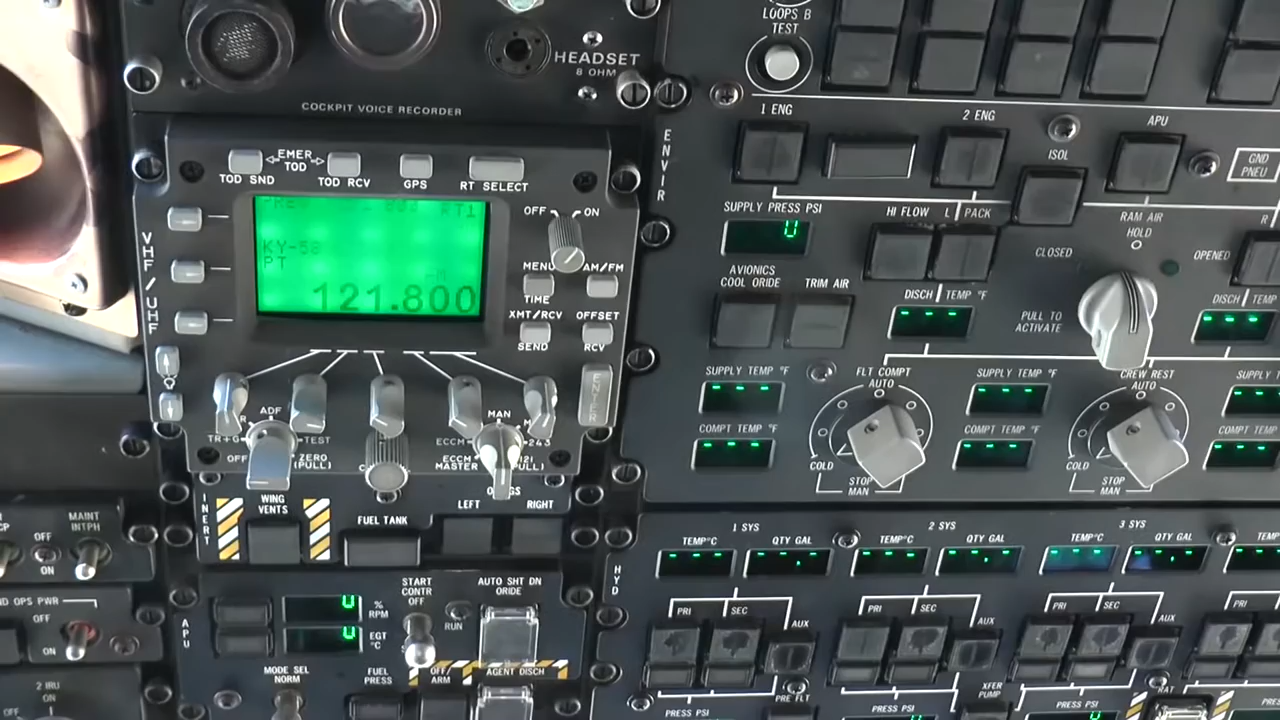 LOOPS B
TEST
HEADSET
8 OHM
COCKPIT VOICE RECORDER
1 ENG
2 ENG
APU
ISOL
GND
PNEU
ENVIR
EMER
TOD
TOD SND
TOD RCV
GPS
RT SELECT
OFF
ON
RT1
KY-58
PT
121.800
VHF/UHF
MENU
TIME
AM/FM
XMT/RCV
SEND
OFFSET
RCV
ENTER
SUPPLY PRESS PSI
HI FLOW
L
PACK
RAM AIR
HOLD
R
CLOSED
OPENED
AVIONICS
COOL ORIDE
TRIM AIR
DISCH
TEMP °F
PULL TO
ACTIVATE
DISCH
TEMP °F
SUPPLY TEMP °F
FLT COMPT
AUTO
SUPPLY TEMP °F
CREW REST
AUTO
SUPPLY T
COMPT TEMP °F
COMPT TEMP °F
COMPT TEM
COLD
STOP
MAN
COLD
STOP
MAN
ADF
TR+G
TEST
OFF
ZERO
(PULL)
MAN
ECCM
243
ECCM
MASTER
(PULL)
INERT
WING
VENTS
FUEL TANK
LEFT
RIGHT
MAINT
INTPH
OFF
ON
OPS PWR
OFF
ON
2 IRU
ON
OFF
APU
% RPM
EGT
°C
START
CONTR
OFF
RUN
AUTO SHT DN
ORIDE
MODE SEL
NORM
FUEL
PRESS
OFF
ARM
AGENT DISCH
HYD
1 SYS
2 SYS
3 SYS
TEMP°C
QTY GAL
TEMP°C
QTY GAL
TEMP°C
QTY GAL
TEMP°
PRI
SEC
AUX
PRI
SEC
AUX
PRI
SEC
AUX
PRI
PRE FLT
XFER
PUMP
RAT
PRESS PSI
PRESS PSI
PRESS PSI